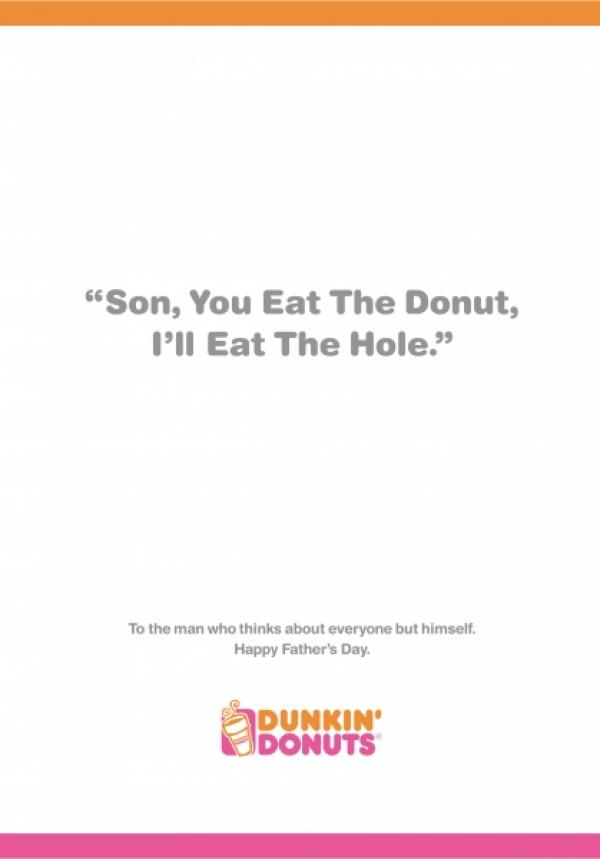 “Son, You Eat The Donut,
I’ll Eat The Hole.”
To the man who thinks about everyone but himself.
Happy Father’s Day.
DUNKIN’
DONUTS®